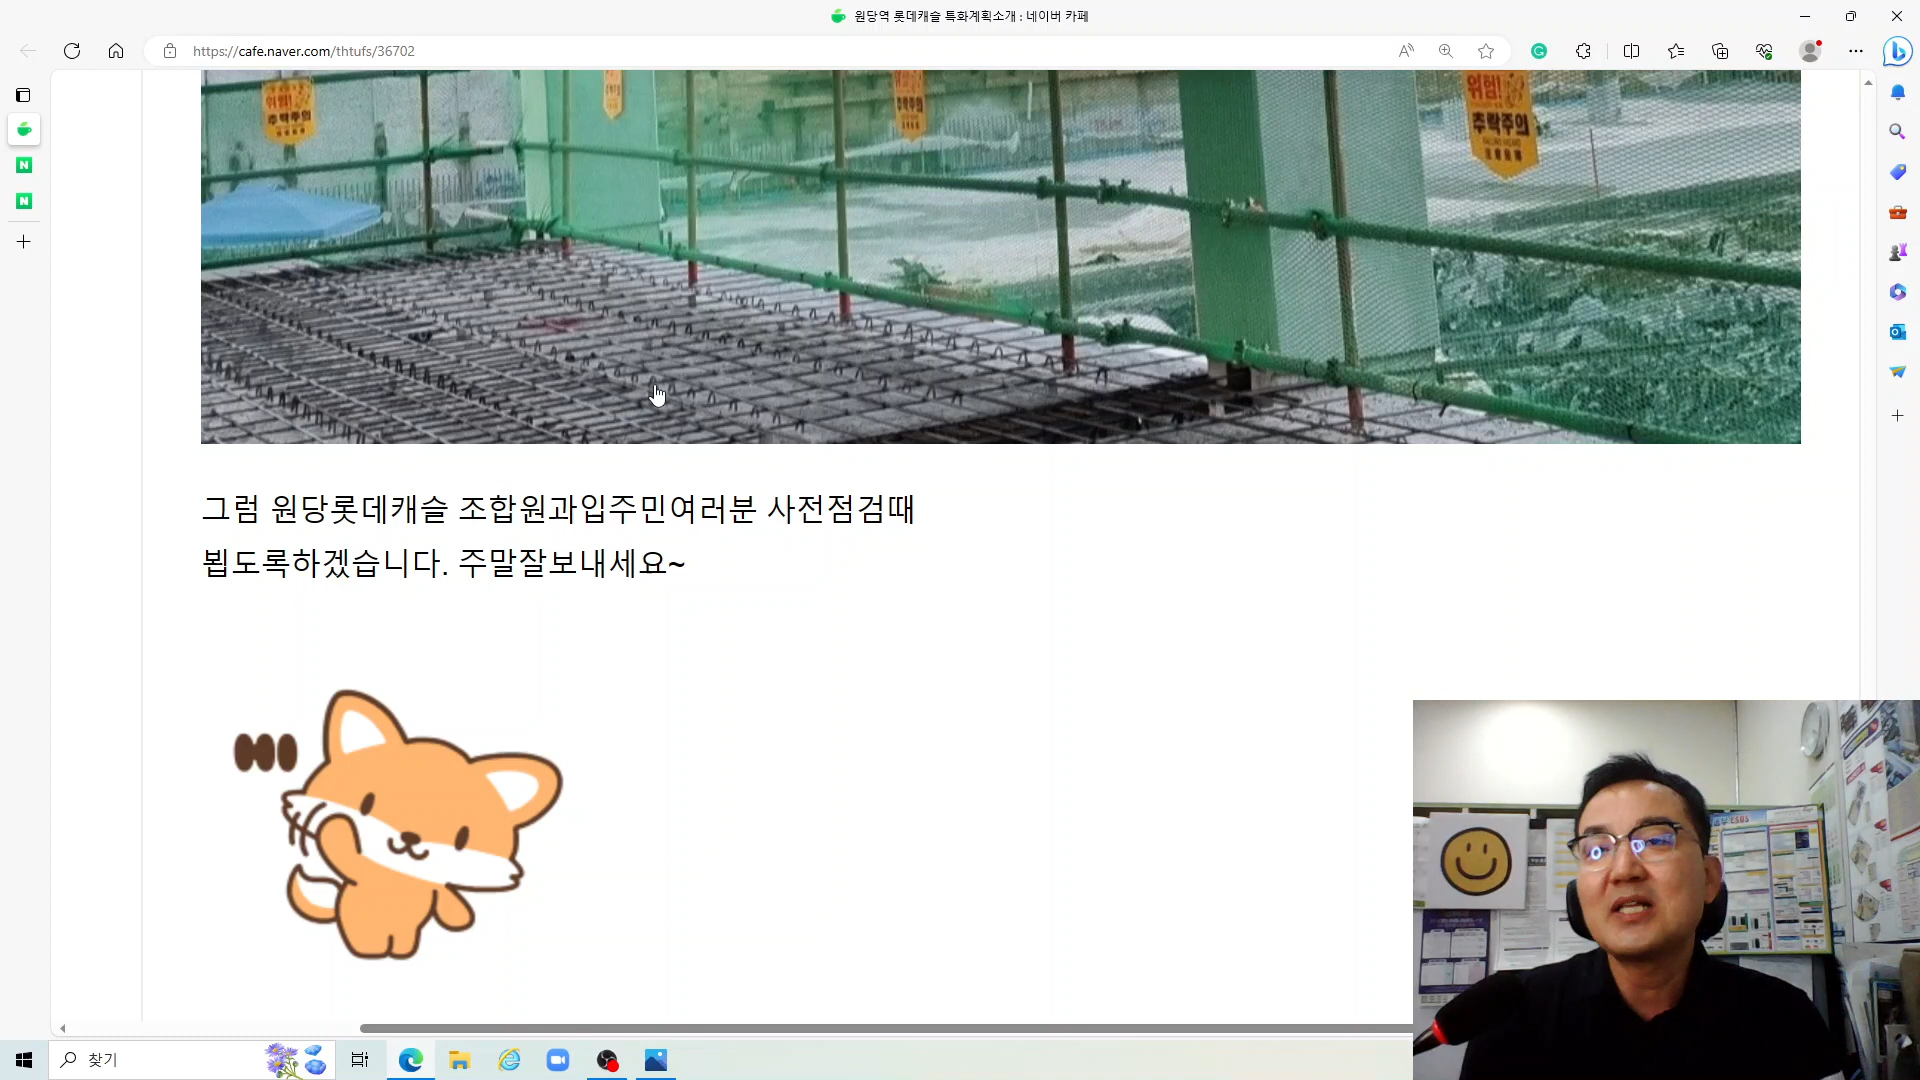 원당역 롯데캐슬 특화계획소개 : 네이버 카페
https://cafe.naver.com/thtufs/36702
위험!
추락주의
위험!
추락주의
그럼 원당롯데캐슬 조합원과입주민여러분 사전점검때
뵙도록하겠습니다. 주말잘보내세요~
HI
찾기